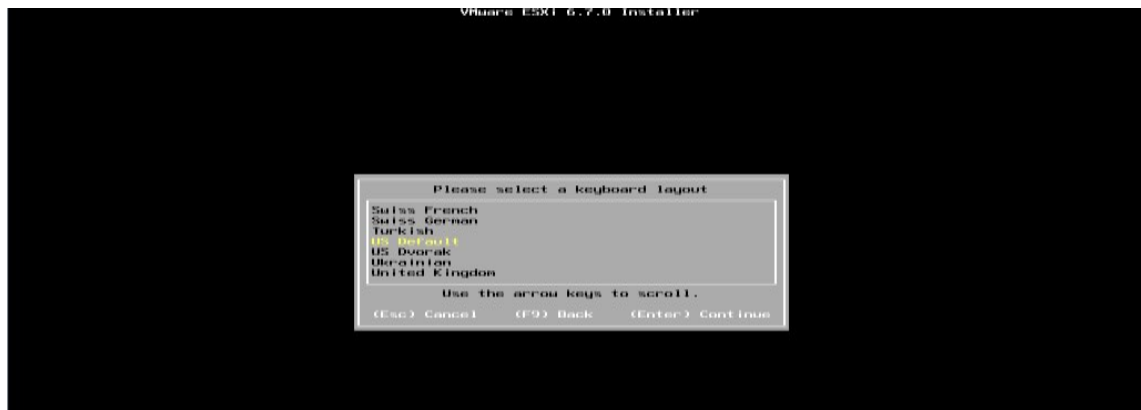 VMware ESXi 6.7.0 Installer
Please select a keyboard layout
Swiss French
Swiss German
Turkish
US Default
US Dvorak
Ukrainian
United Kingdom
Use the arrow keys to scroll.
(Esc) Cancel (F9) Back (Enter) Continue